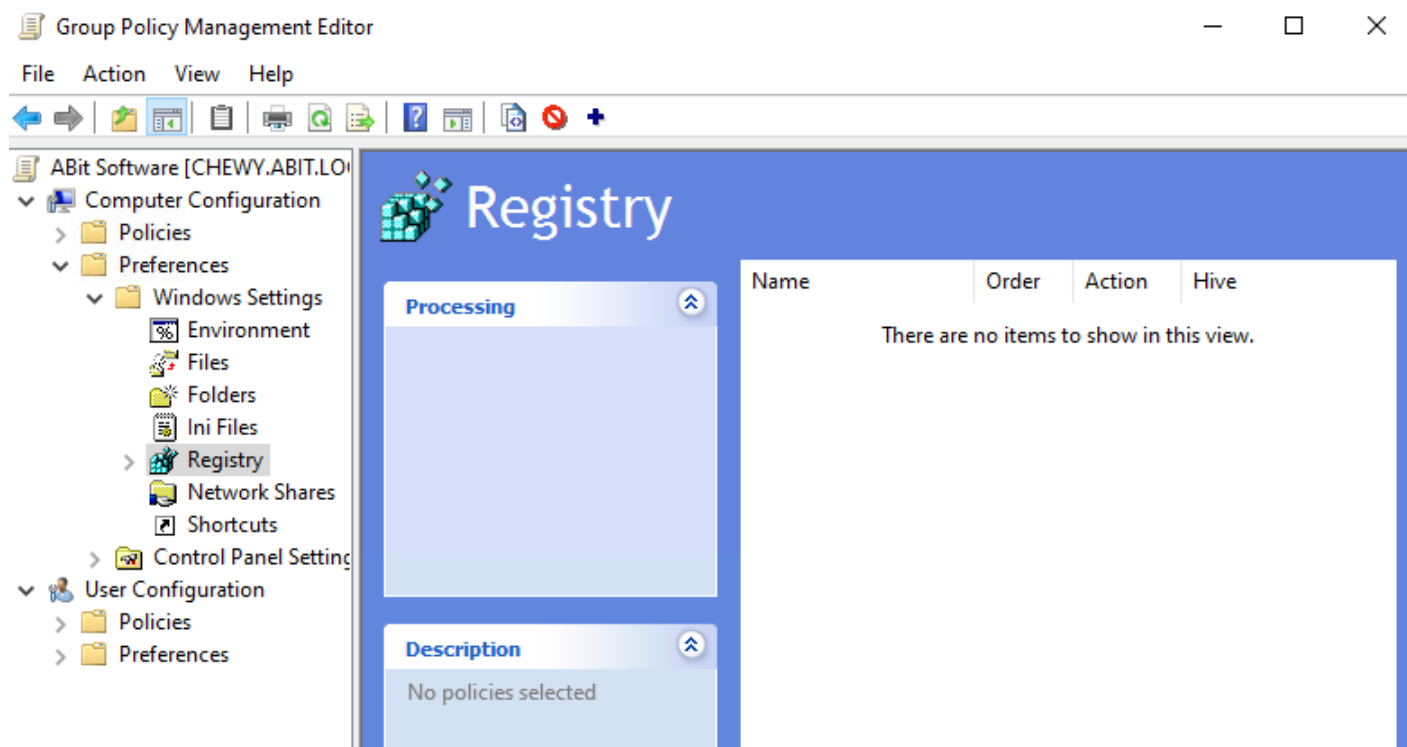 Group Policy Management Editor
File Action View Help
ABit Software [CHEWY.ABIT.LO
Computer Configuration
Policies
Preferences
Windows Settings
Environment
Files
Folders
Ini Files
Registry
Network Shares
Shortcuts
Control Panel Setting
User Configuration
Policies
Preferences
Registry
Processing
Description
No policies selected
Name Order Action Hive
There are no items to show in this view.